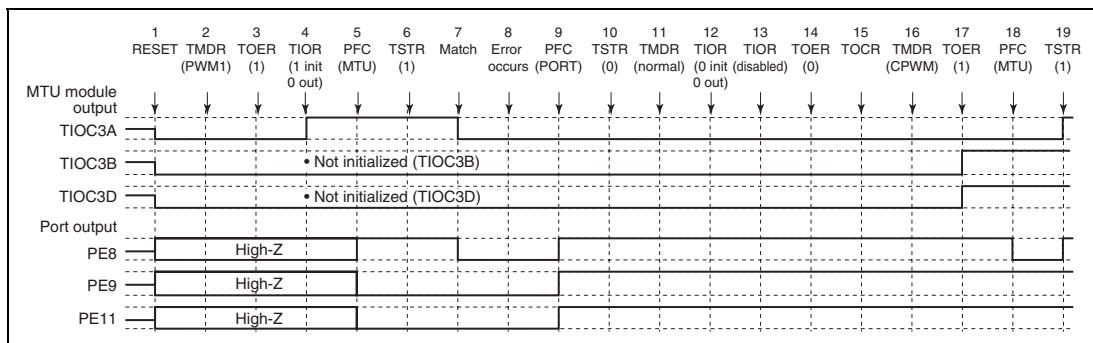 1 2 3 4 5 6 7 8 9 10 11 12 13 14 15 16 17 18 19
RESET TMDR TOER TIOR PFC TSTR Match Error PFC TSTR TMDR TIOR TIOR TOER TOCR TMDR TOER PFC TSTR
(PWM1) (1) (1 init (MTU) (1) occurs (PORT) (0) (normal) (0 init (disabled) (0) (CPWM) (1) (MTU) (1)
0 out) 0 out)
MTU module
output
TIOC3A
TIOC3B • Not initialized (TIOC3B)
TIOC3D • Not initialized (TIOC3D)
Port output
PE8 High-Z
PE9 High-Z
PE11 High-Z